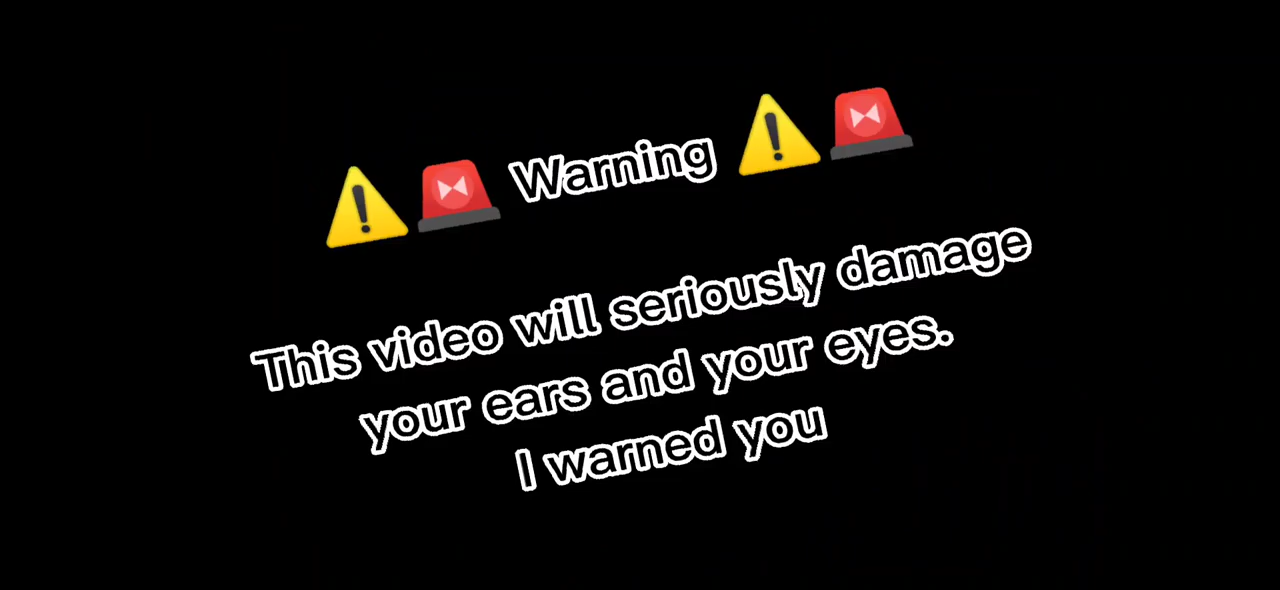 ⚠️🚨 Warning ⚠️🚨
This video will seriously damage
your ears and your eyes.
I warned you